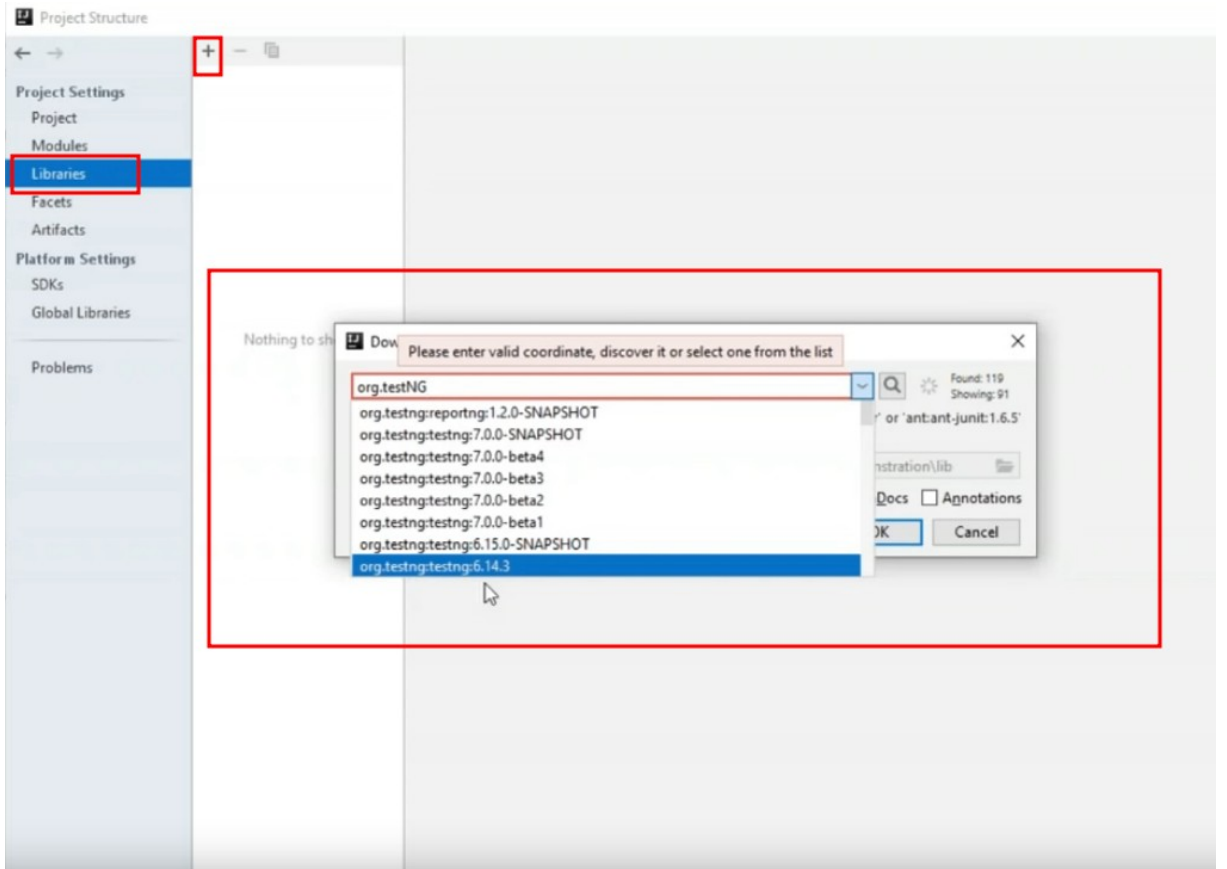 Project Structure
Project Settings
Project
Modules
Libraries
Facets
Artifacts
Platform Settings
SDKs
Global Libraries
Problems
Nothing to sh
Dow
Please enter valid coordinate, discover it or select one from the list
org.testNG
Found: 119
Showing: 91
org.testng:reportng:1.2.0-SNAPSHOT
r' or 'ant:ant-junit:1.6.5'
org.testng:testng:7.0.0-SNAPSHOT
org.testng:testng:7.0.0-beta4
nstration\lib
org.testng:testng:7.0.0-beta3
org.testng:testng:7.0.0-beta2
Docs Annotations
org.testng:testng:7.0.0-beta1
org.testng:testng:6.15.0-SNAPSHOT
OK Cancel
org.testng:testng:6.14.3